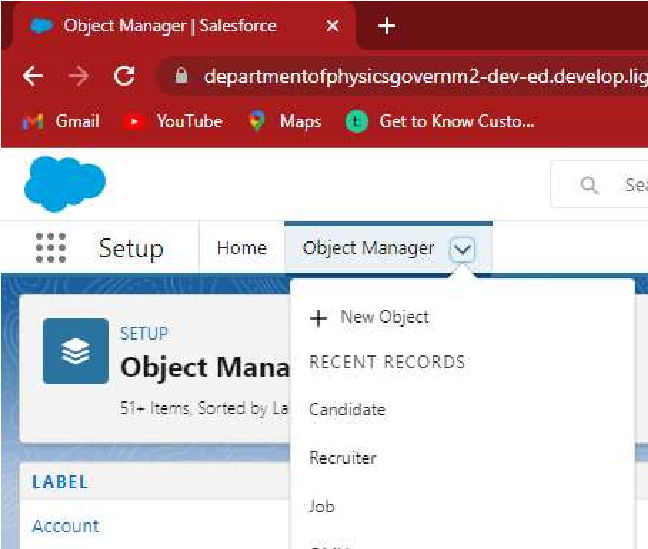 Object Manager | Salesforce
departmentofphysicsgovernm2-dev-ed.develop.lig
Gmail YouTube Maps Get to Know Custo...
Sea
Setup Home Object Manager
New Object
SETUP
RECENT RECORDS
Object Mana
51+ Items, Sorted by La
Candidate
Recruiter
LABEL
Job
Account